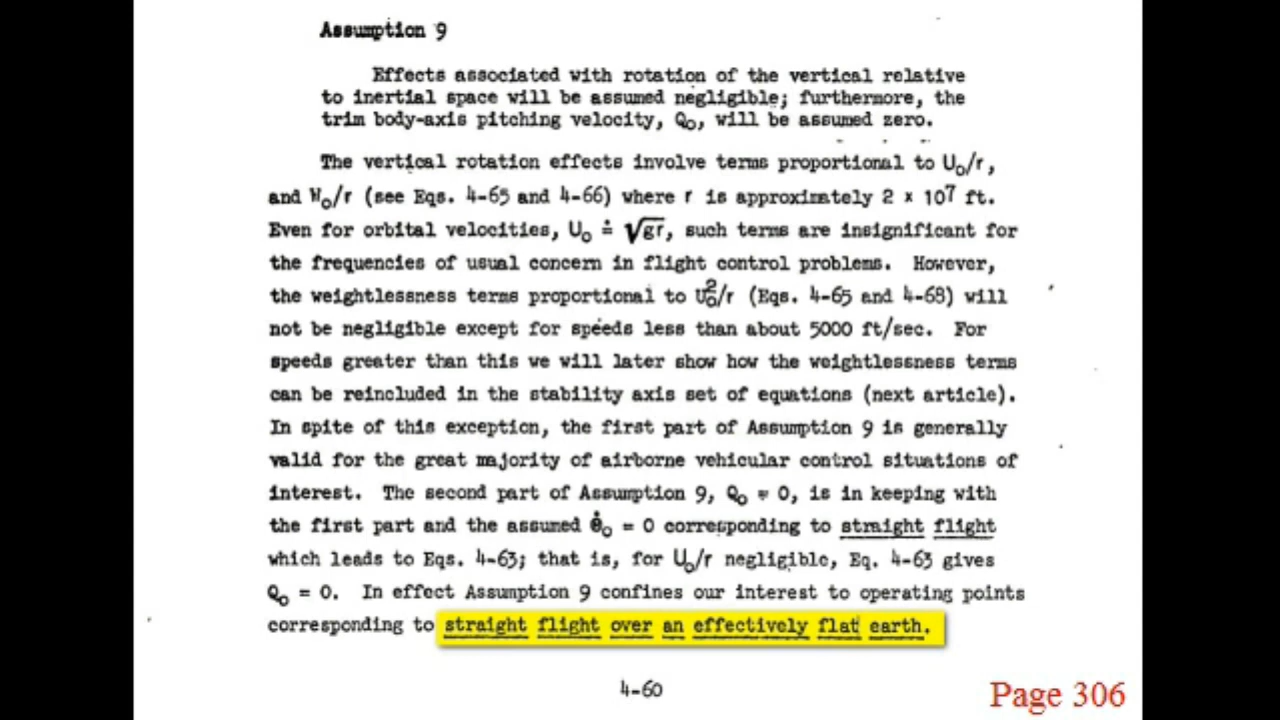 Assumption 9
Effects associated with rotation of the vertical relative
to inertial space will be assumed negligible; furthermore, the
trim body-axis pitching velocity, Q₀, will be assumed zero.
The vertical rotation effects involve terms proportional to U₀/r,
and W₀/r (see Eqs. 4-65 and 4-66) where r is approximately 2 × 10⁷ ft.
Even for orbital velocities, U₀ ≐ √gr, such terms are insignificant for
the frequencies of usual concern in flight control problems. However,
the weightlessness terms proportional to U₀²/r (Eqs. 4-65 and 4-68) will
not be negligible except for speeds less than about 5000 ft/sec. For
speeds greater than this we will later show how the weightlessness terms
can be reincluded in the stability axis set of equations (next article).
In spite of this exception, the first part of Assumption 9 is generally
valid for the great majority of airborne vehicular control situations of
interest. The second part of Assumption 9, Q₀ = 0, is in keeping with
the first part and the assumed Θ̇₀ = 0 corresponding to straight flight
which leads to Eqs. 4-63; that is, for U₀/r negligible, Eq. 4-63 gives
Q₀ = 0. In effect Assumption 9 confines our interest to operating points
corresponding to straight flight over an effectively flat earth.
4-60
Page 306